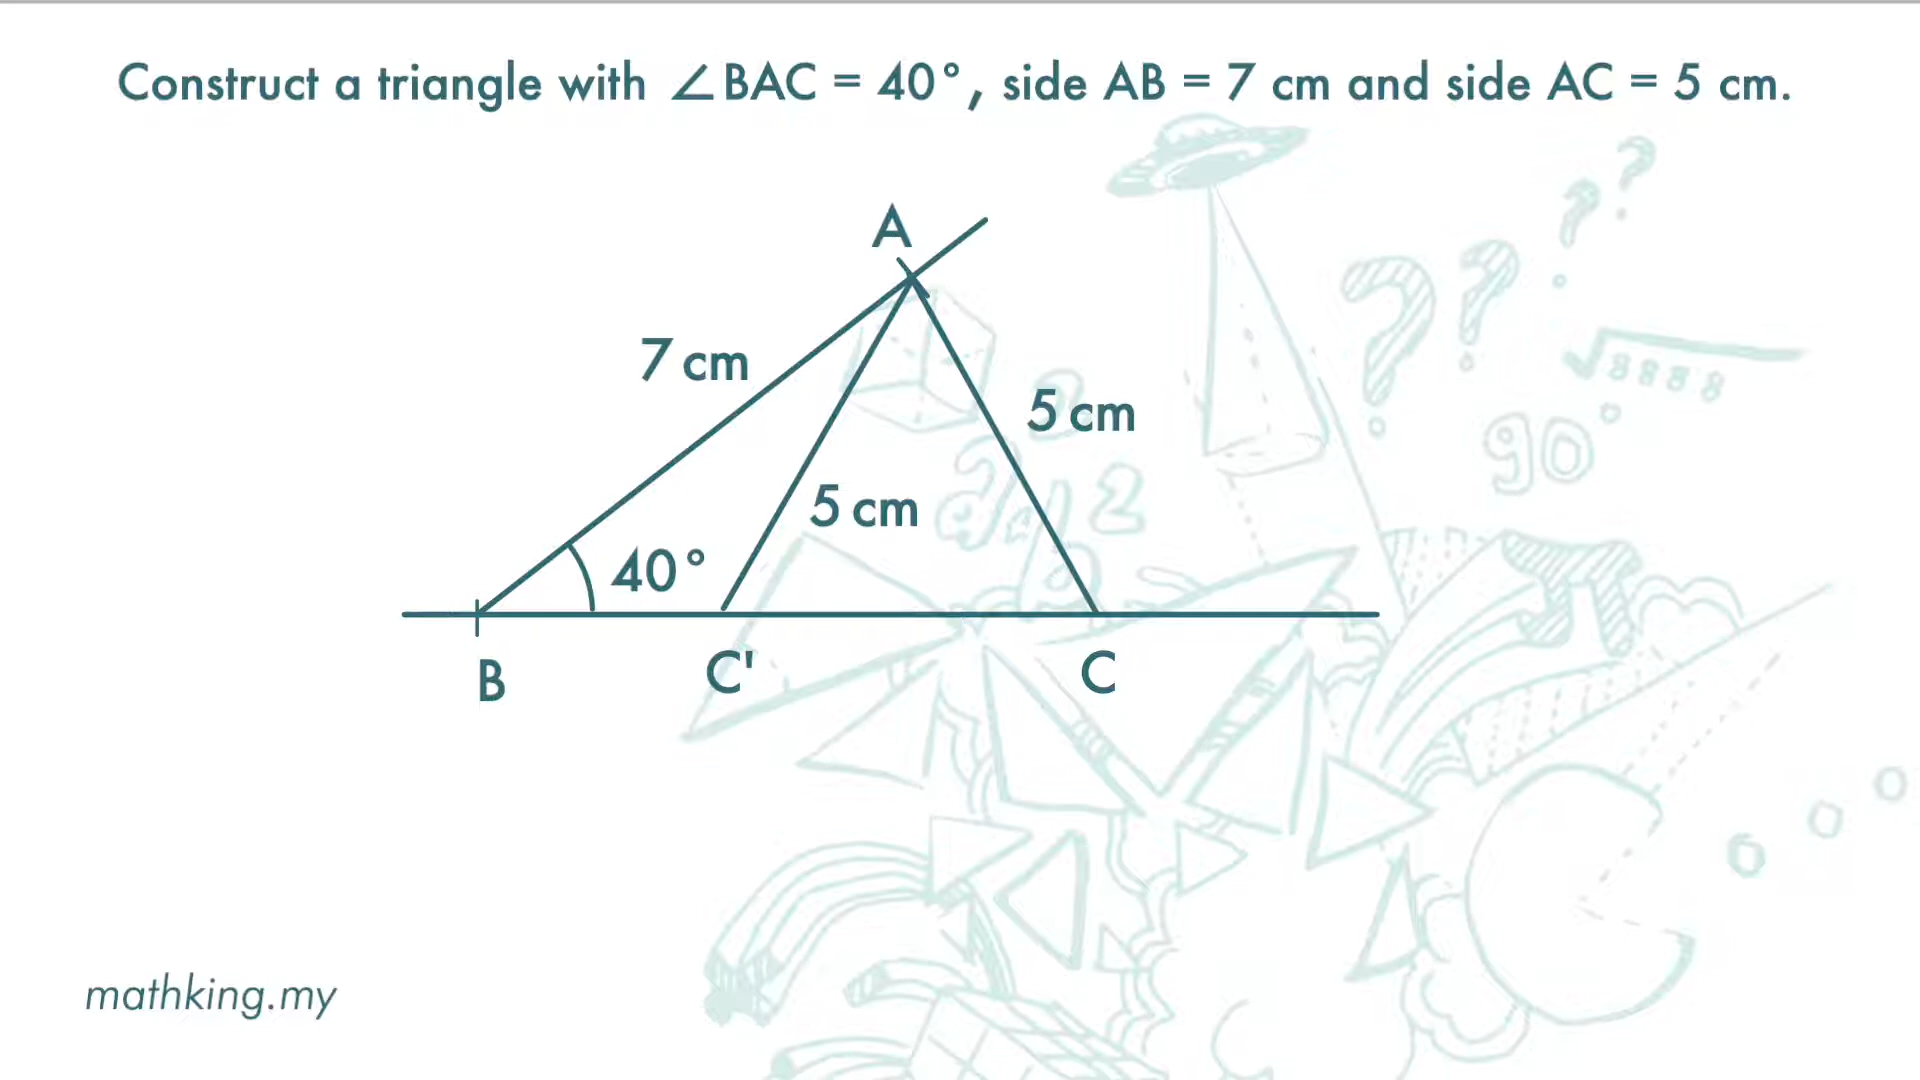 Construct a triangle with ∠BAC = 40°, side AB = 7 cm and side AC = 5 cm.
A
7 cm
5 cm
5 cm
40°
B
C'
C
90°
mathking.my